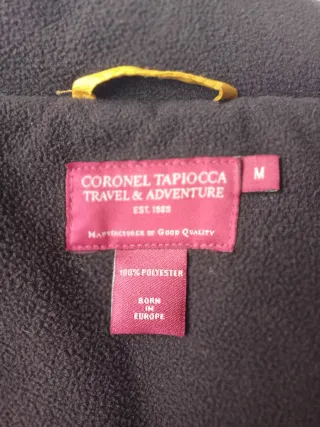 CORONEL TAPIOCCA
TRAVEL & ADVENTURE
EST. 1989
MANUFACTURER OF GOOD QUALITY
M
100% POLYESTER
BORN
IN
EUROPE